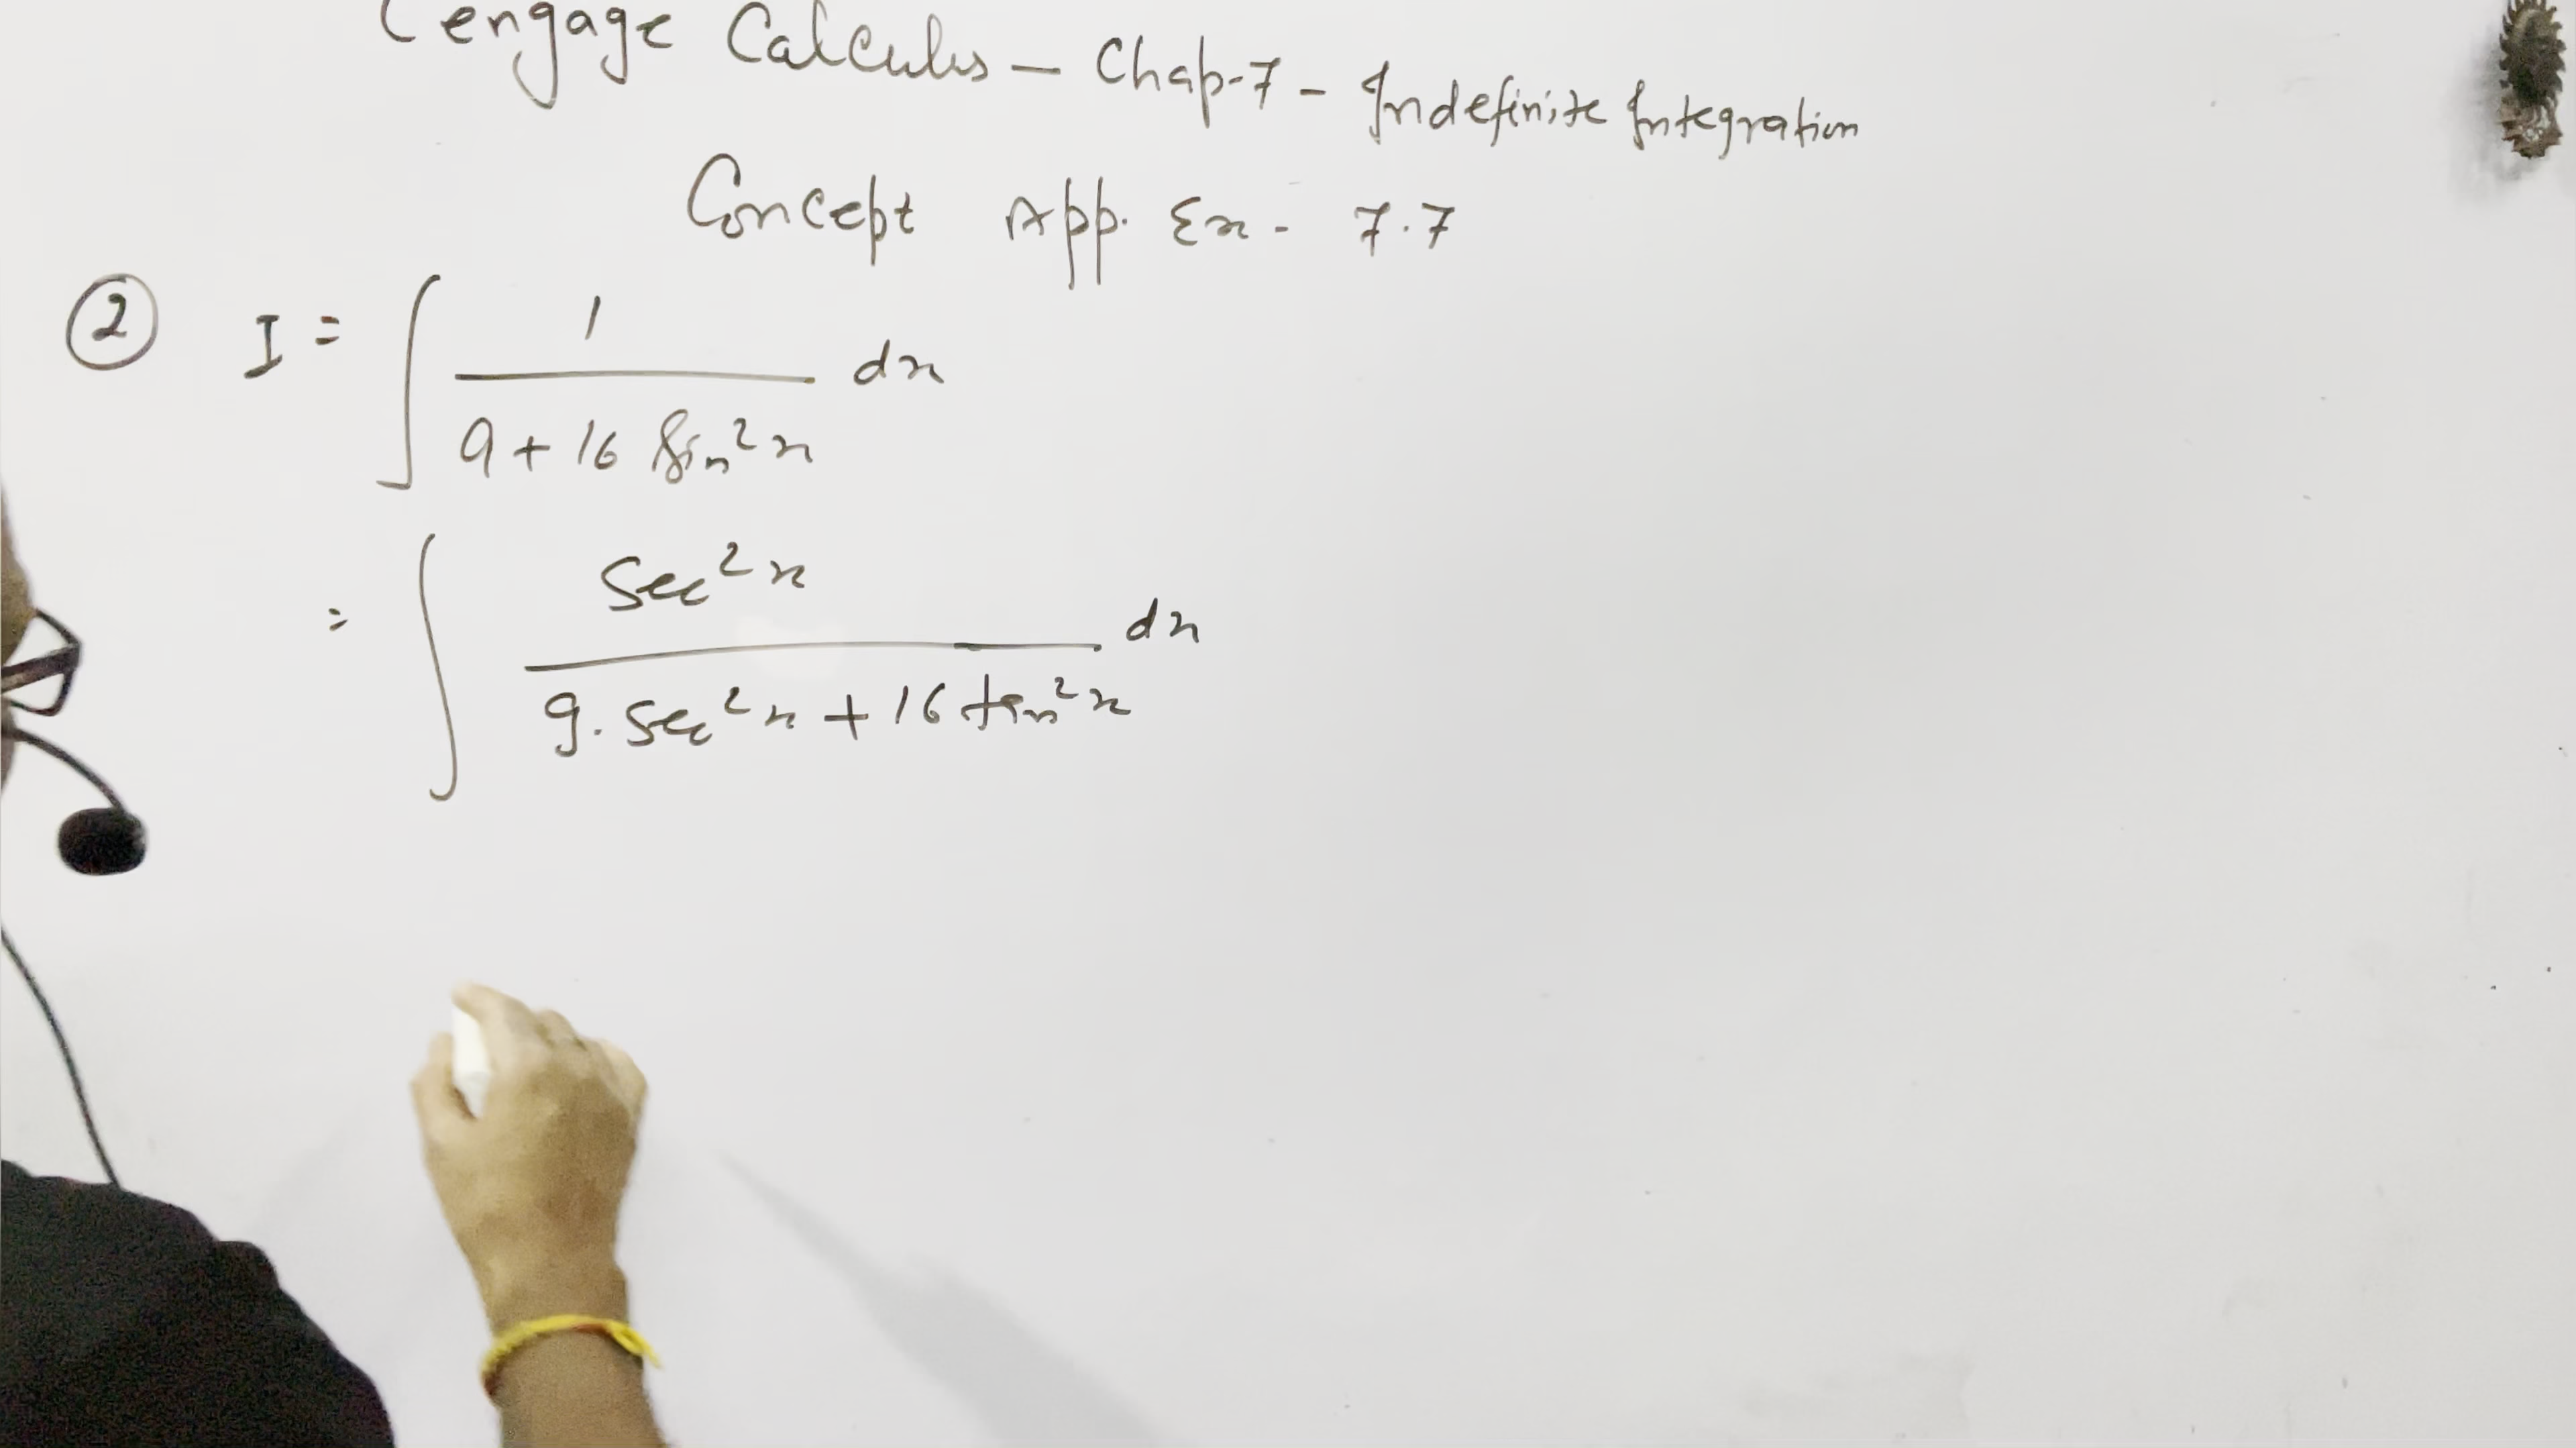 Cengage Calculus - Chap-7 - Indefinite Integration
Concept App. Ex - 7.7
② I = ∫ 1 / (9 + 16 Sin²x) dx
= ∫ Sec²x / (9. Sec²x + 16 tan²x) dx